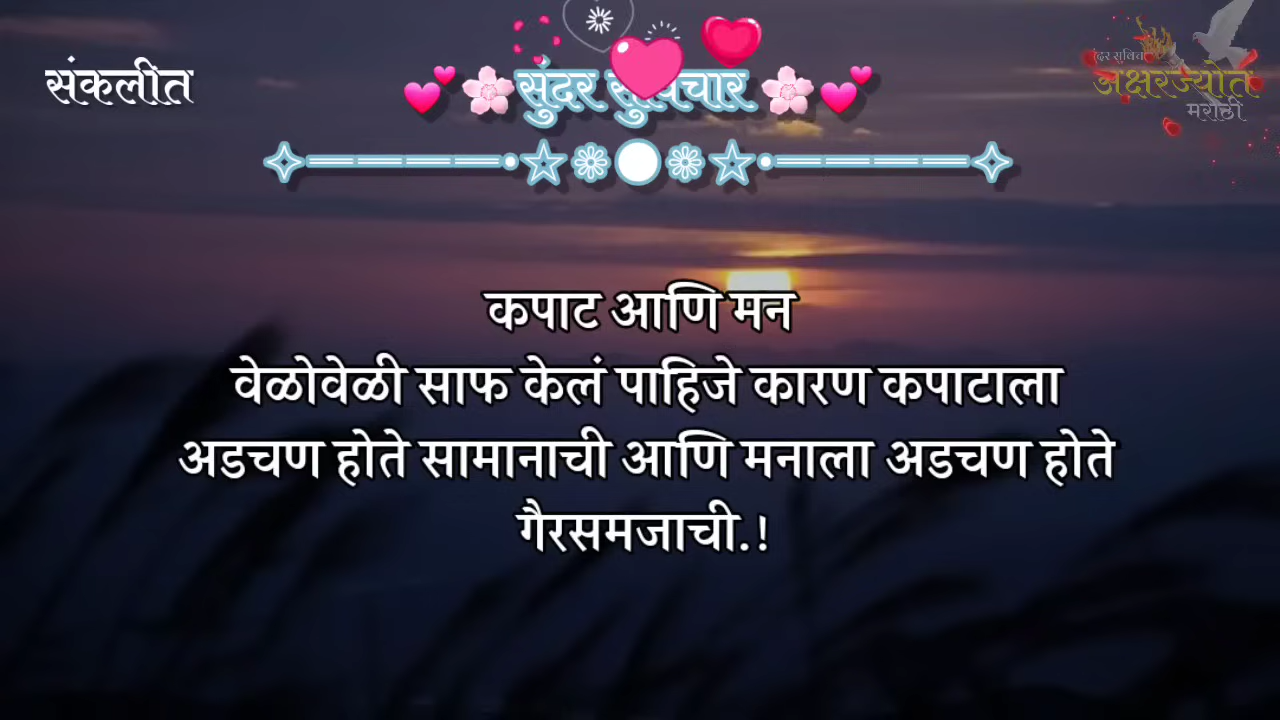 संकलीत
सुंदर सुविचार
अक्षरज्योत
मराठी
कपाट आणि मन
वेळोवेळी साफ केलं पाहिजे कारण कपाटाला
अडचण होते सामानाची आणि मनाला अडचण होते
गैरसमजाची.!